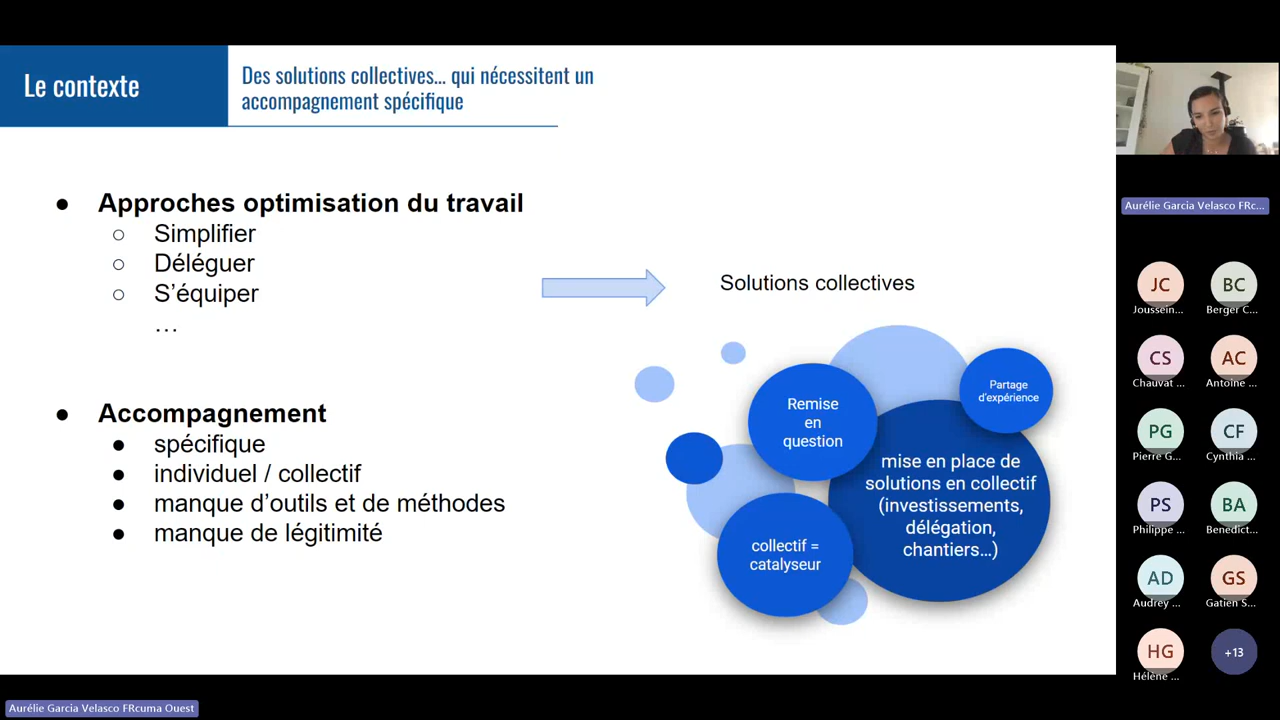 Le contexte
Des solutions collectives... qui nécessitent un
accompagnement spécifique
Approches optimisation du travail
Simplifier
Déléguer
S'équiper
...
Accompagnement
spécifique
individuel / collectif
manque d'outils et de méthodes
manque de légitimité
Solutions collectives
Partage
d'expérience
Remise
en
question
mise en place de
solutions en collectif
(investissements,
délégation,
chantiers...)
collectif =
catalyseur
Aurélie Garcia Velasco FRc...
JC
BC
Joussein...
Berger C...
CS
AC
Chauvat ...
Antoine ...
PG
CF
Pierre G...
Cynthia ...
PS
BA
Philippe ...
Benedict...
AD
GS
Audrey ...
Gatien S...
HG
+13
Hélène ...
Aurélie Garcia Velasco FRcuma Ouest